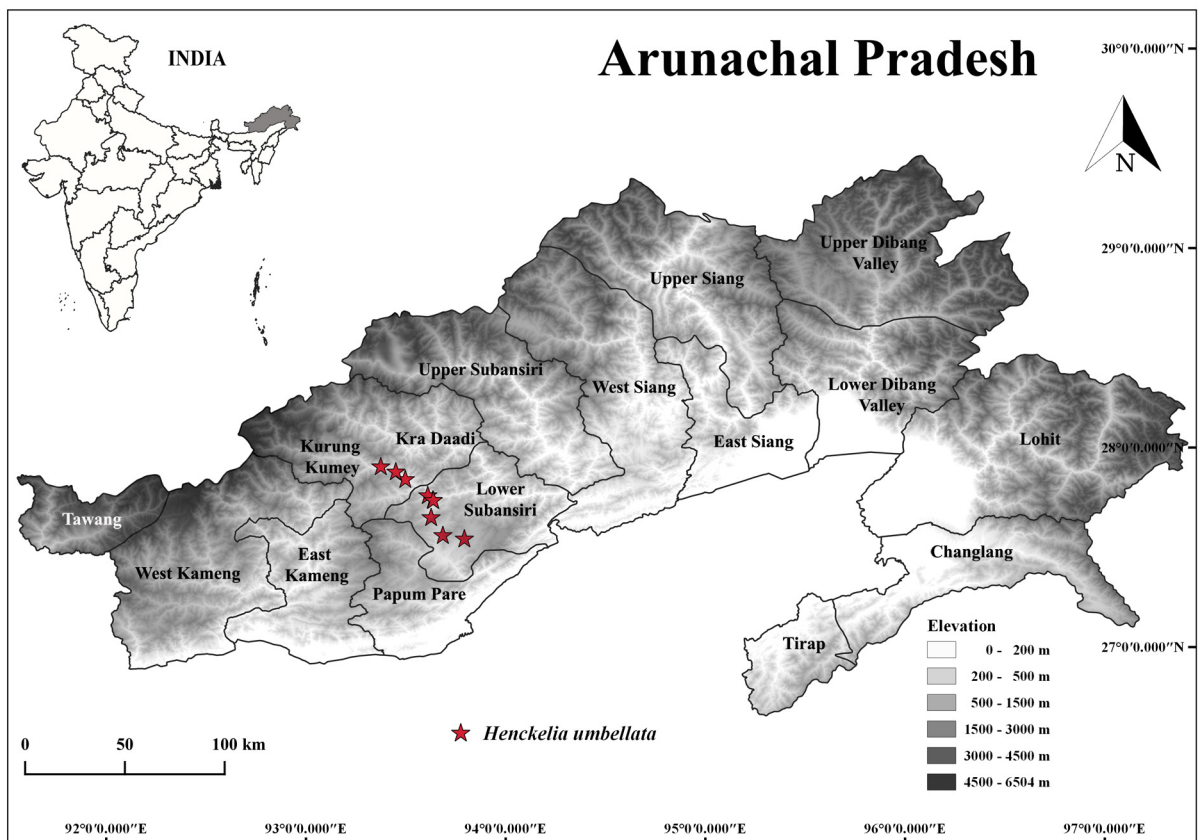 Arunachal Pradesh
INDIA
30°0'0.000"N
N
29°0'0.000"N
Upper Dibang
Valley
Upper Siang
Upper Subansiri
West Siang
Lower Dibang
Valley
Kra Daadi
East Siang
Lohit
28°0'0.000"N
Kurung
Kumey
Lower
Subansiri
Tawang
East
Kameng
West Kameng
Changlang
Papum Pare
Tirap
27°0'0.000"N
Elevation
0 - 200 m
200 - 500 m
500 - 1500 m
1500 - 3000 m
3000 - 4500 m
4500 - 6504 m
Henckelia umbellata
0 50 100 km
92°0'0.000"E 93°0'0.000"E 94°0'0.000"E 95°0'0.000"E 96°0'0.000"E 97°0'0.000"E